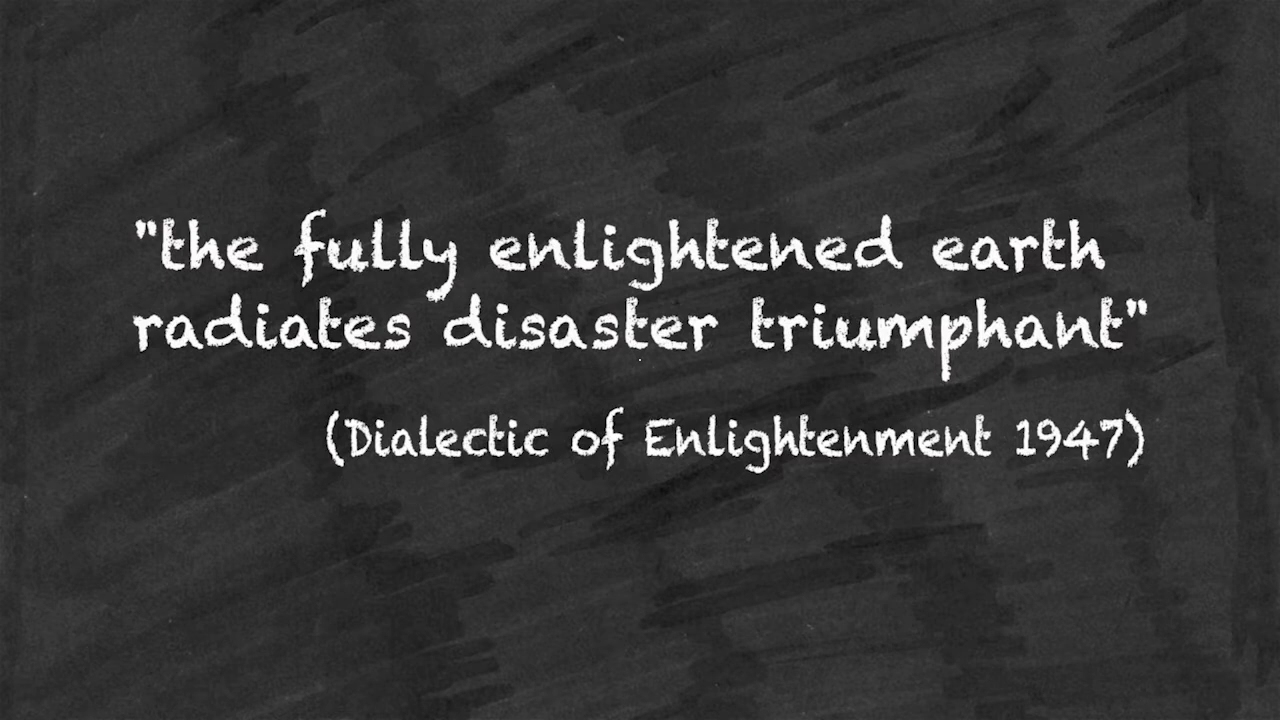 "the fully enlightened earth
radiates disaster triumphant"
(Dialectic of Enlightenment 1947)